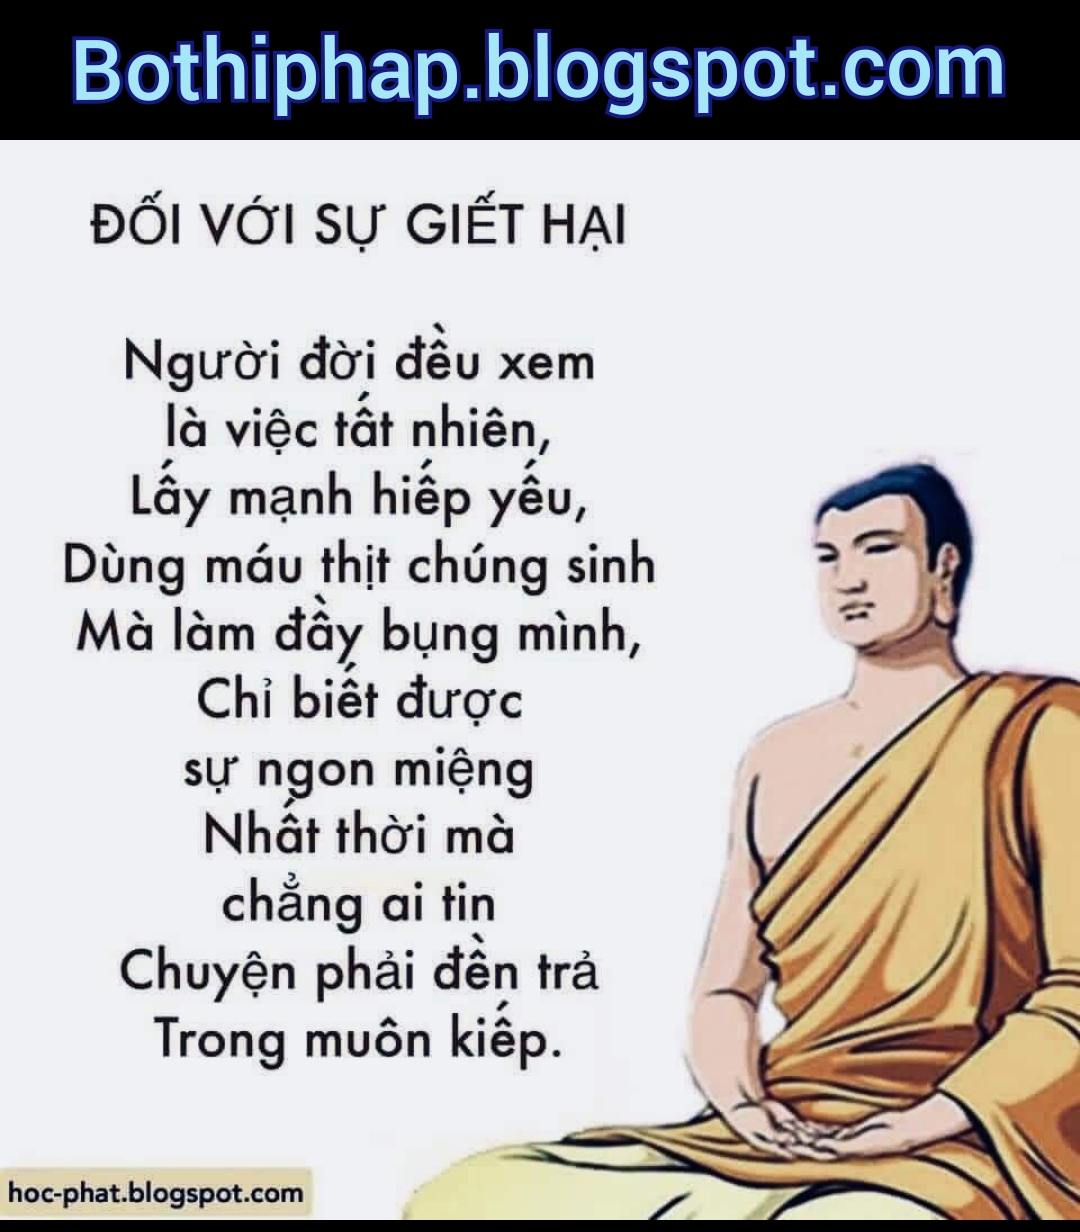 Bothiphap.blogspot.com
ĐỐI VỚI SỰ GIẾT HẠI
Người đời đều xem
là việc tất nhiên,
Lấy mạnh hiếp yếu,
Dùng máu thịt chúng sinh
Mà làm đầy bụng mình,
Chỉ biết được
sự ngon miệng
Nhất thời mà
chẳng ai tin
Chuyện phải đền trả
Trong muôn kiếp.
hoc-phat.blogspot.com